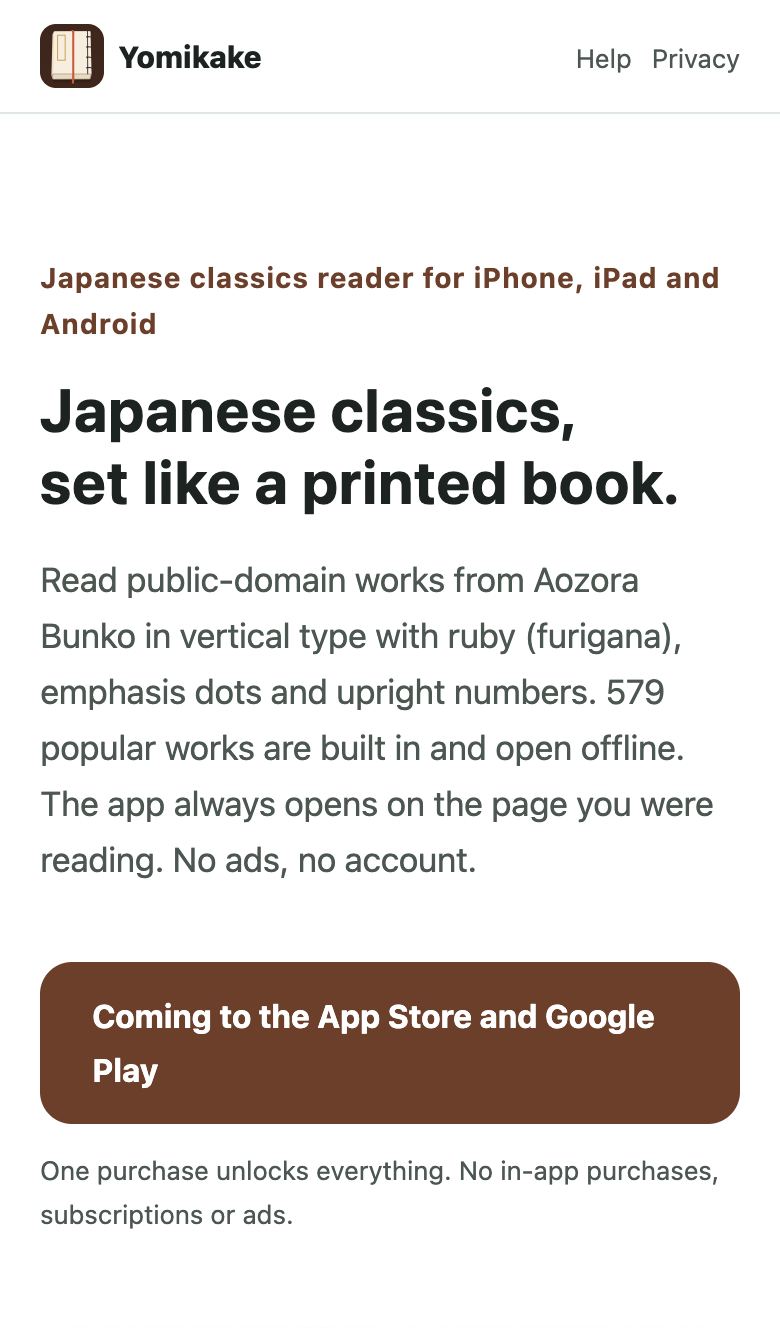 Yomikake
Help Privacy
Japanese classics reader for iPhone, iPad and
Android
Japanese classics,
set like a printed book.
Read public-domain works from Aozora
Bunko in vertical type with ruby (furigana),
emphasis dots and upright numbers. 579
popular works are built in and open offline.
The app always opens on the page you were
reading. No ads, no account.
Coming to the App Store and Google
Play
One purchase unlocks everything. No in-app purchases,
subscriptions or ads.